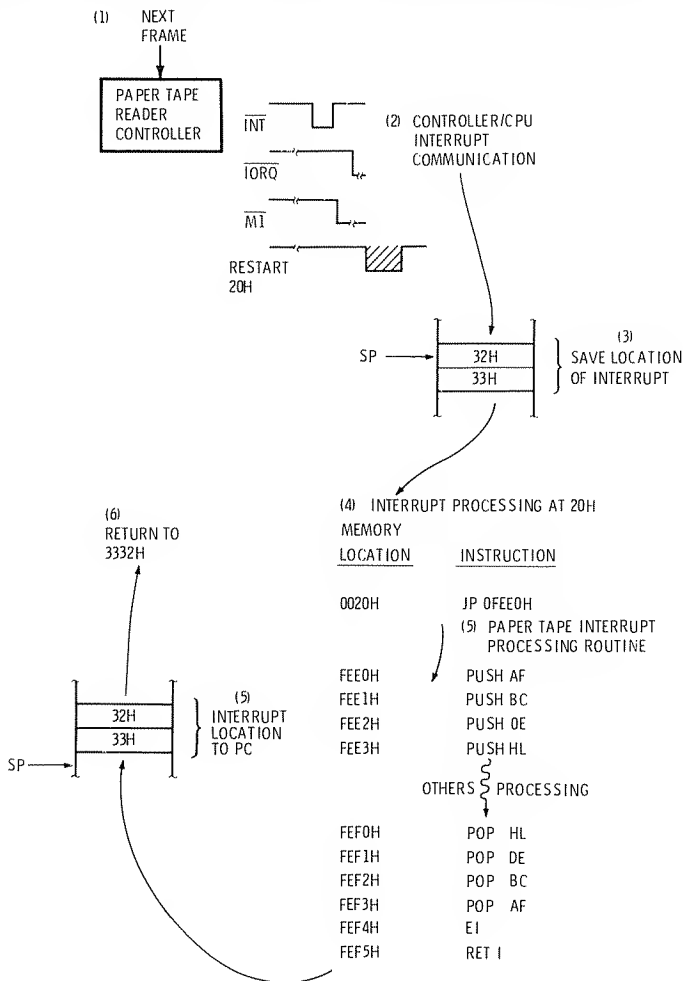 (1) NEXT
FRAME
PAPER TAPE
READER
CONTROLLER
INT
IORQ
M1
RESTART
20H
(2) CONTROLLER/CPU
INTERRUPT
COMMUNICATION
SP
32H
33H
(3)
SAVE LOCATION
OF INTERRUPT
(4) INTERRUPT PROCESSING AT 20H
MEMORY
LOCATION INSTRUCTION
0020H JP 0FEE0H
(5) PAPER TAPE INTERRUPT
PROCESSING ROUTINE
FEE0H PUSH AF
FEE1H PUSH BC
FEE2H PUSH OE
FEE3H PUSH HL
OTHERS PROCESSING
FEF0H POP HL
FEF1H POP DE
FEF2H POP BC
FEF3H POP AF
FEF4H EI
FEF5H RET I
(5)
INTERRUPT
LOCATION
TO PC
32H
33H
SP
(6)
RETURN TO
3332H